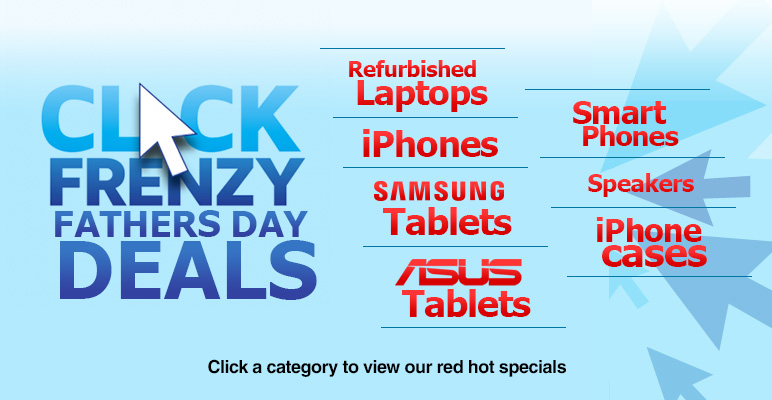 CLICK
FRENZY
FATHERS DAY
DEALS
Refurbished
Laptops
iPhones
SAMSUNG
Tablets
ASUS
Tablets
Smart
Phones
Speakers
iPhone
cases
Click a category to view our red hot specials